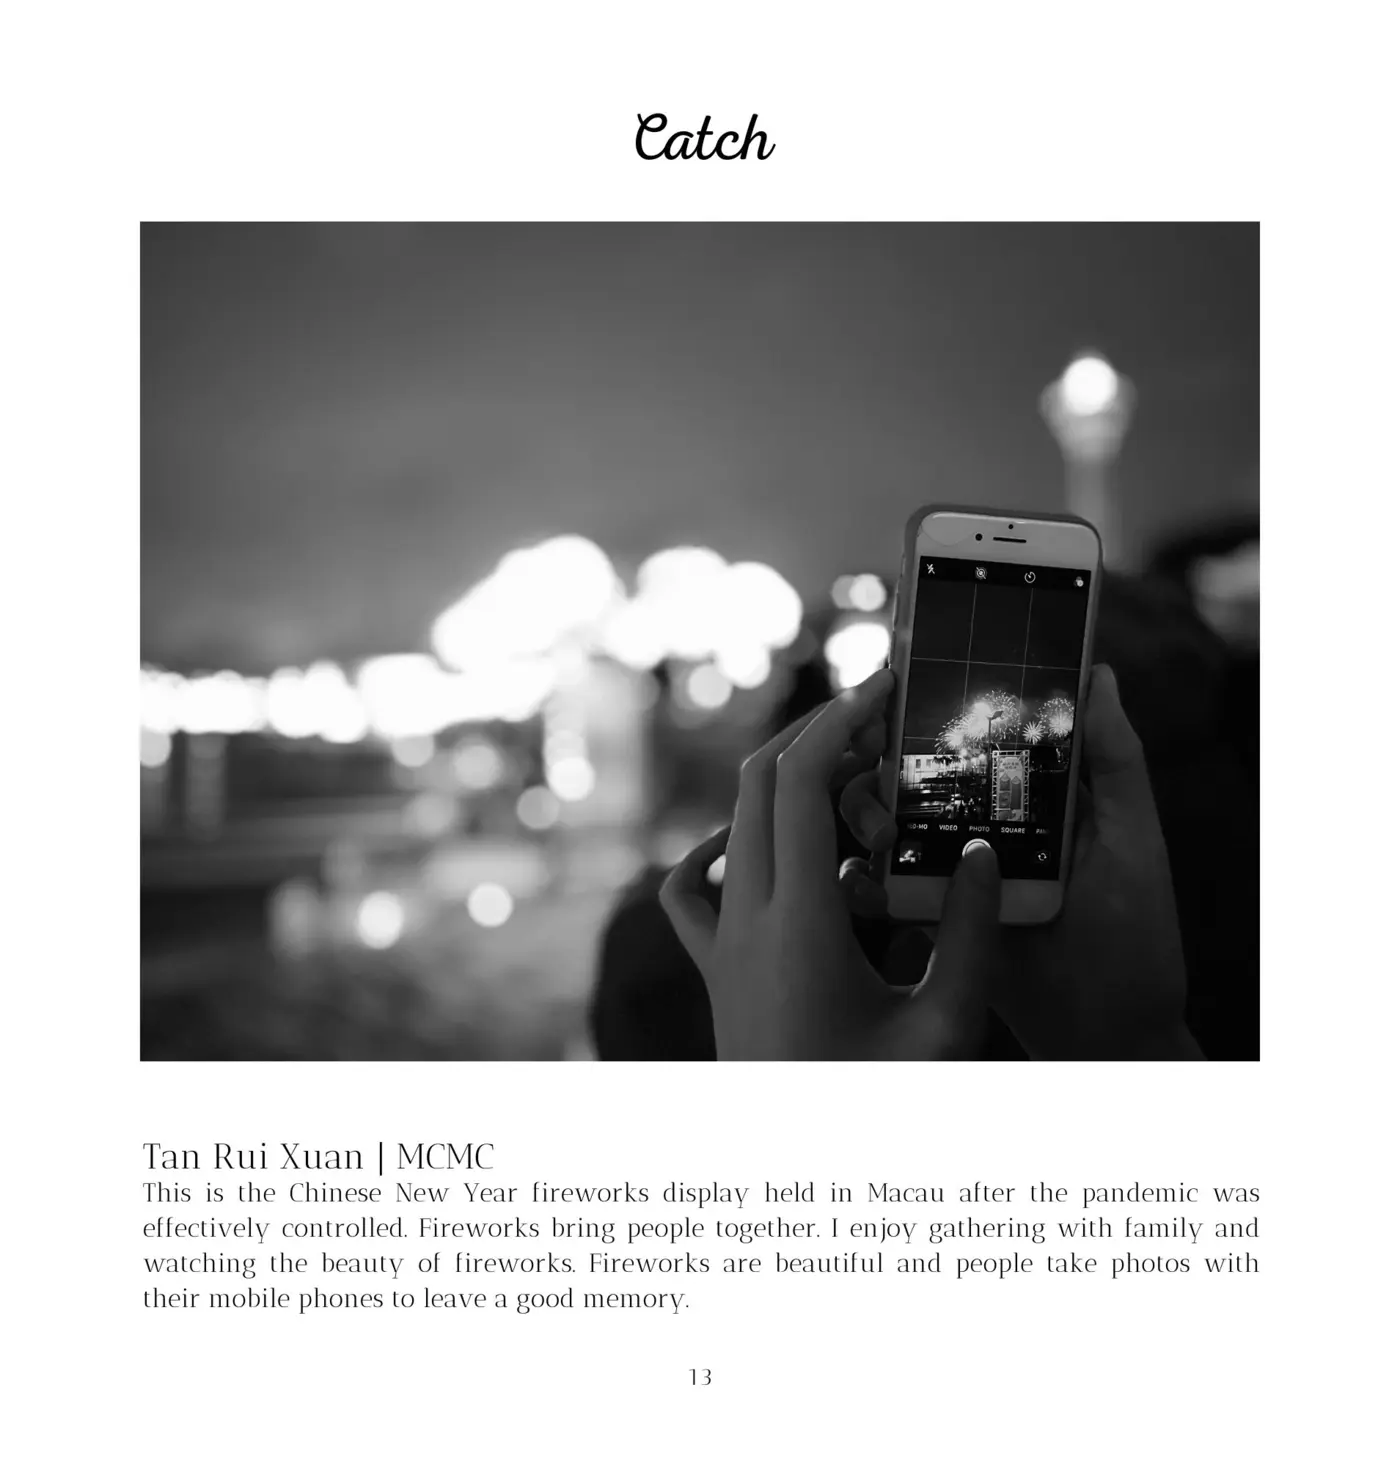 Catch
VIDEO PHOTO SQUARE
Tan Rui Xuan | MCMC
This is the Chinese New Year fireworks display held in Macau after the pandemic was
effectively controlled. Fireworks bring people together. I enjoy gathering with family and
watching the beauty of fireworks. Fireworks are beautiful and people take photos with
their mobile phones to leave a good memory.
13